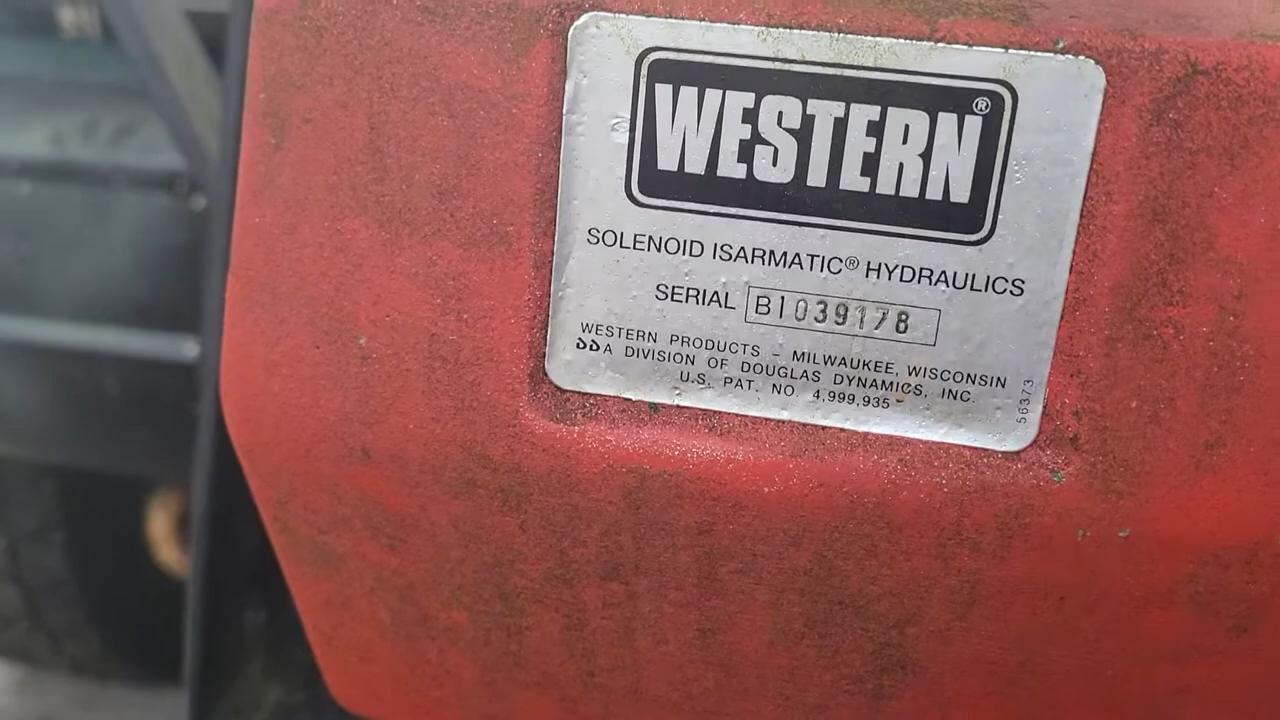 WESTERN®
SOLENOID ISARMATIC® HYDRAULICS
SERIAL B1039178
WESTERN PRODUCTS – MILWAUKEE, WISCONSIN
A DIVISION OF DOUGLAS DYNAMICS, INC.
U.S. PAT. NO. 4,999,935
56373